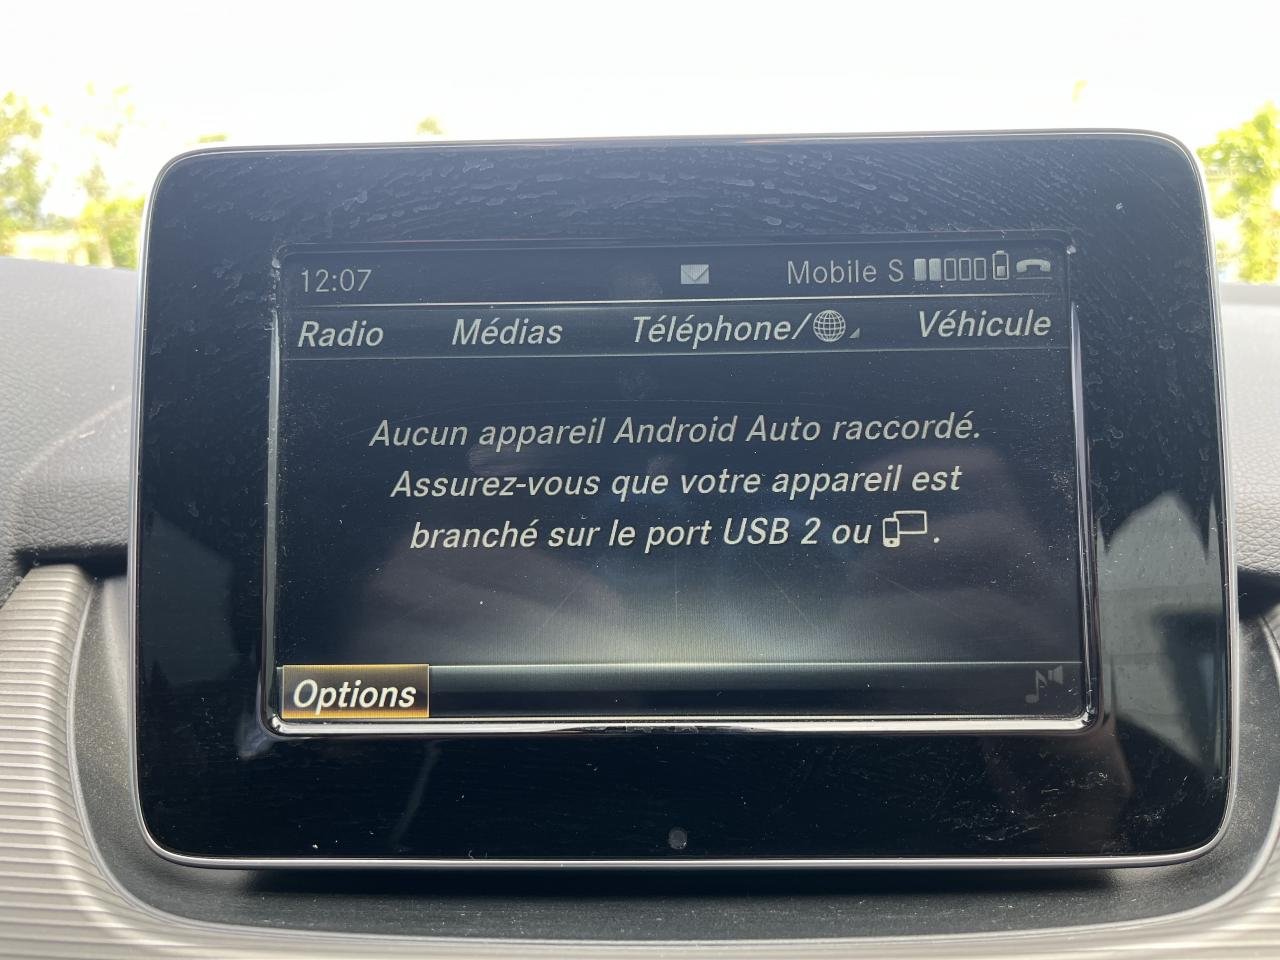 12:07 Mobile S
Radio Médias Téléphone/ Véhicule
Aucun appareil Android Auto raccordé.
Assurez-vous que votre appareil est
branché sur le port USB 2 ou .
Options